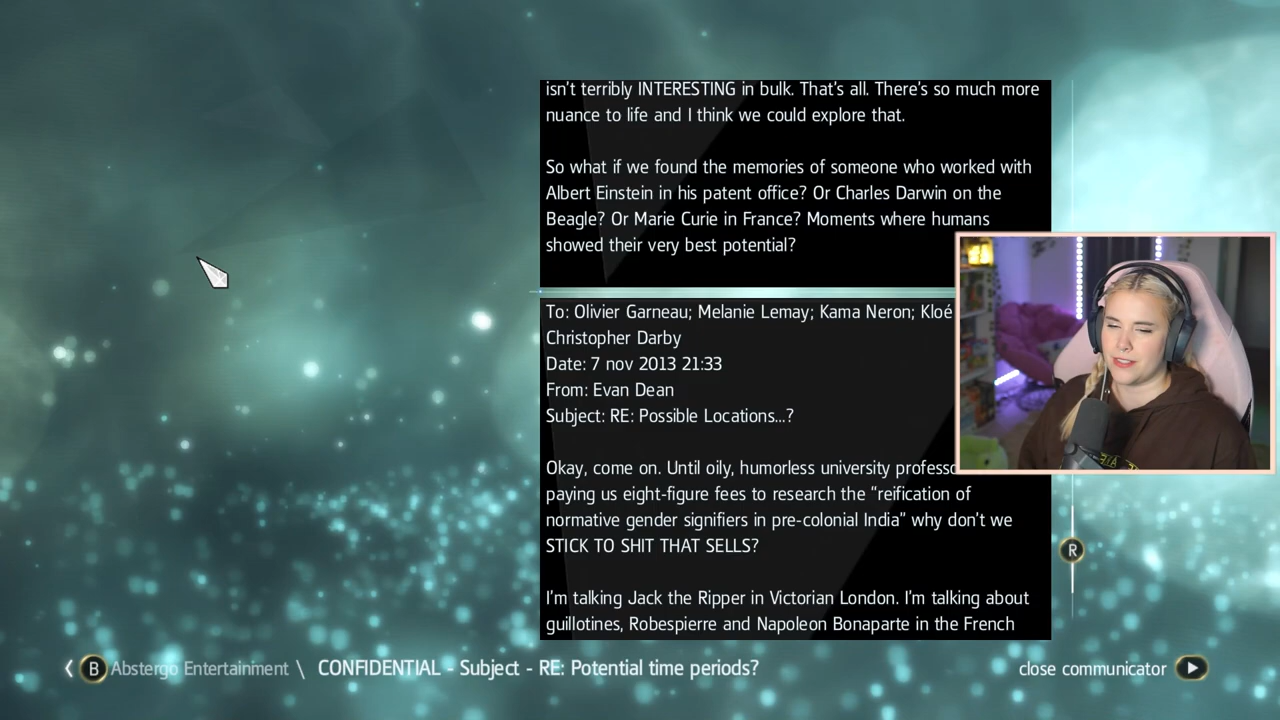 isn't terribly INTERESTING in bulk. That's all. There's so much more
nuance to life and I think we could explore that.
So what if we found the memories of someone who worked with
Albert Einstein in his patent office? Or Charles Darwin on the
Beagle? Or Marie Curie in France? Moments where humans
showed their very best potential?
To: Olivier Garneau; Melanie Lemay; Kama Neron; Kloé
Christopher Darby
Date: 7 nov 2013 21:33
From: Evan Dean
Subject: RE: Possible Locations...?
Okay, come on. Until oily, humorless university
paying us eight-figure fees to research the “reification of
normative gender signifiers in pre-colonial India” why don't we
STICK TO SHIT THAT SELLS?
I'm talking Jack the Ripper in Victorian London. I'm talking about
guillotines, Robespierre and Napoleon Bonaparte in the French
R
B Abstergo Entertainment \ CONFIDENTIAL - Subject - RE: Potential time periods?
close communicator